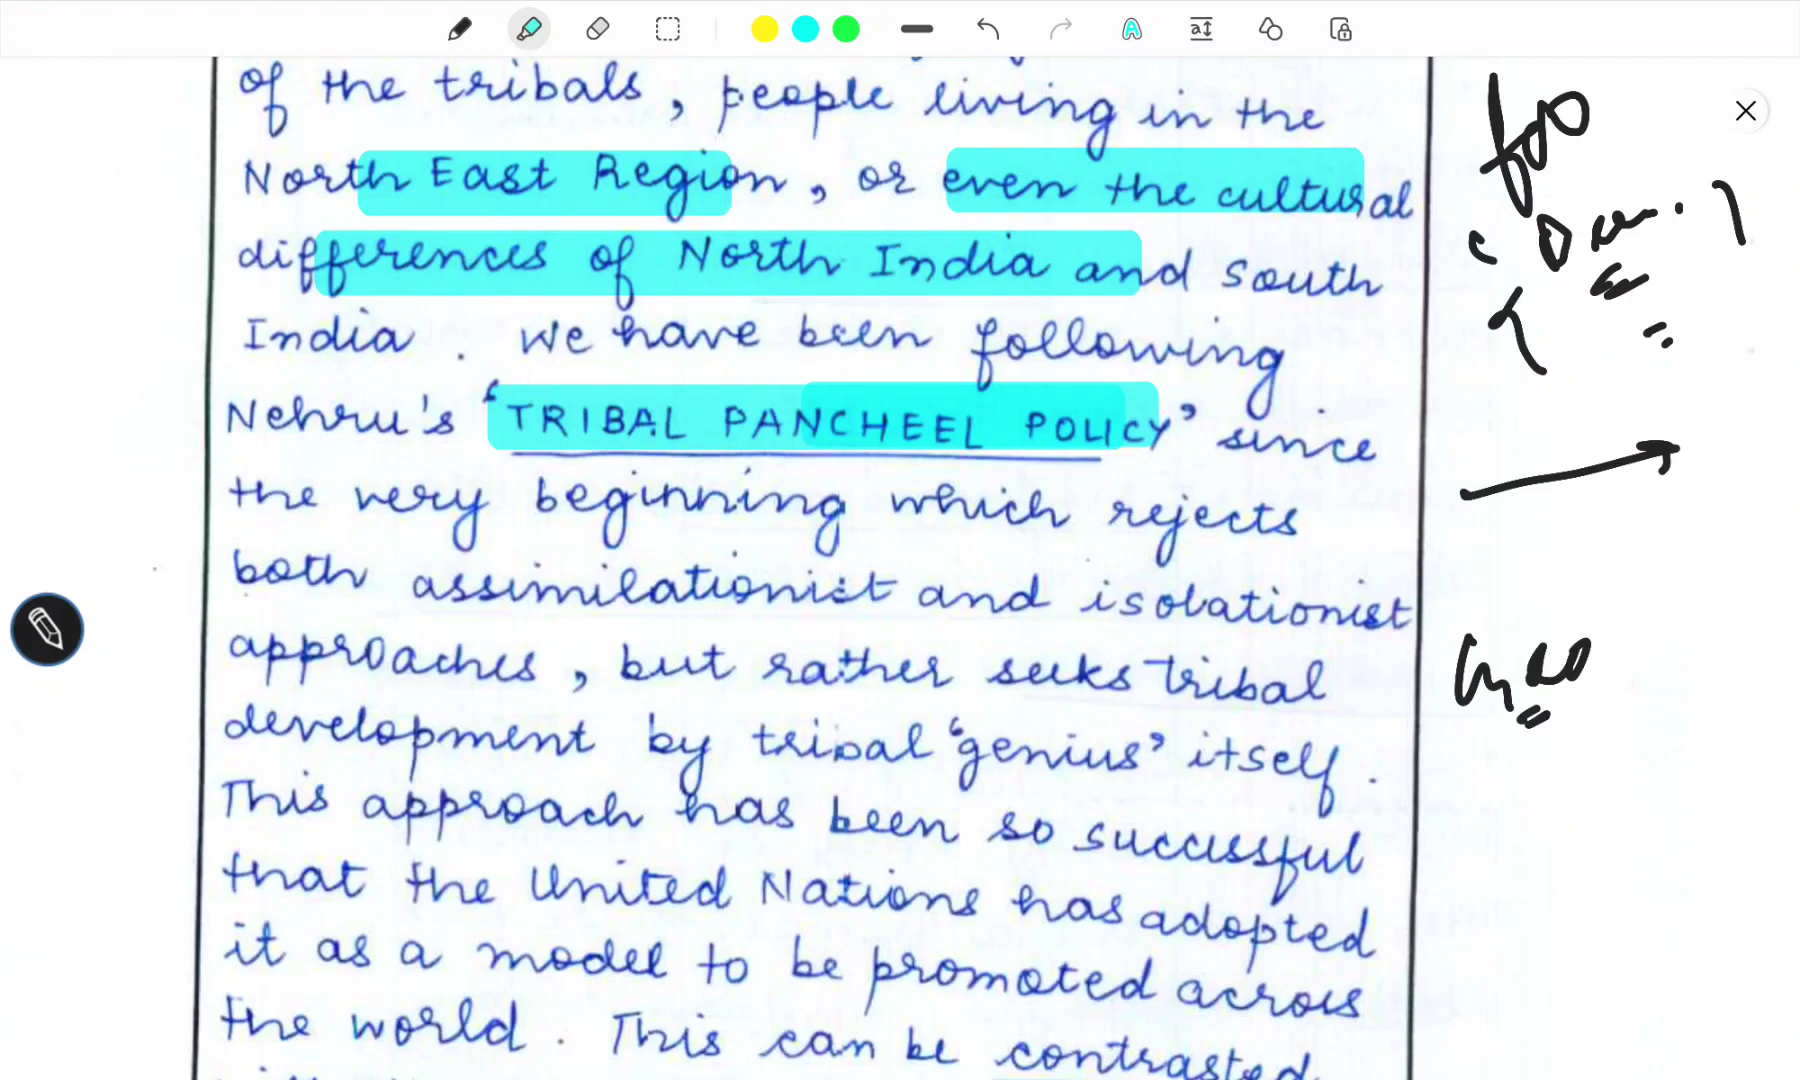 of the tribals, people living in the
North East Region, or even the cultural
differences of North India and South
India. We have been following
Nehru's 'TRIBAL PANCHEEL POLICY' since
the very beginning which rejects
both assimilationist and isolationist
approaches, but rather seeks tribal
development by tribal 'genius' itself.
This approach has been so successful
that the United Nations has adopted
it as a model to be promoted across
the world. This can be contrasted